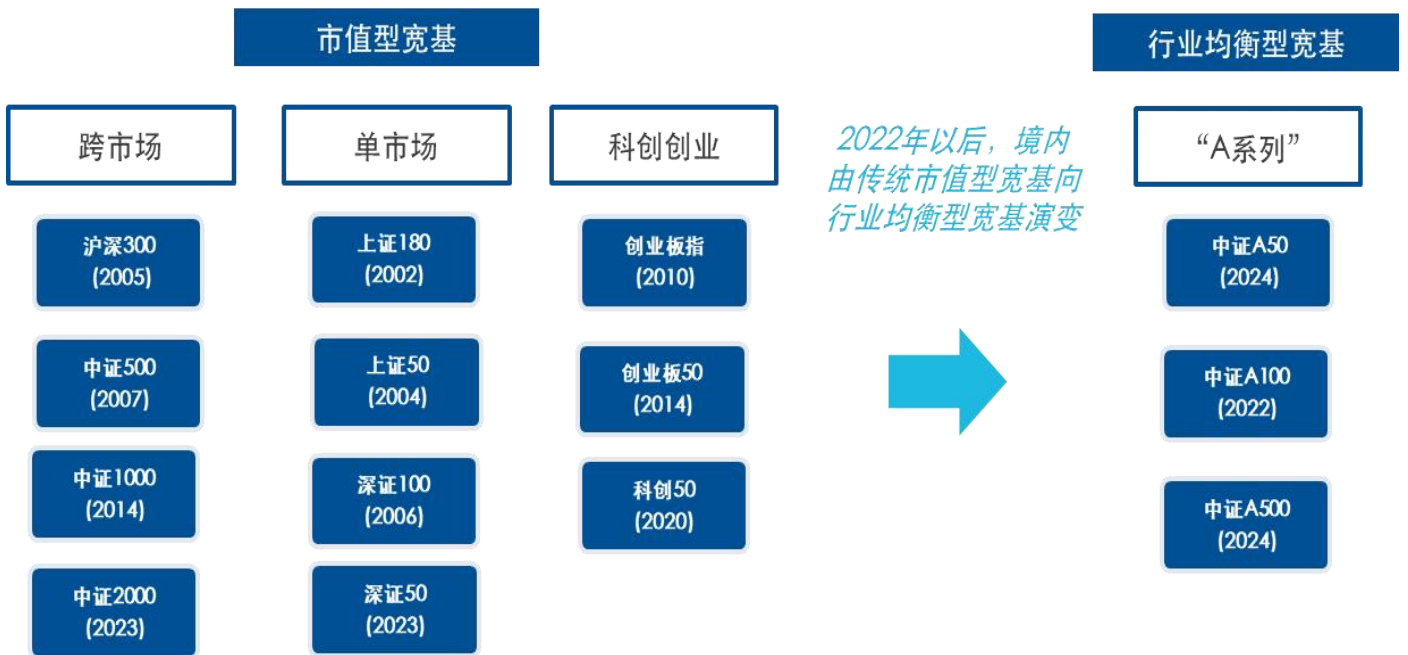 市值型宽基
行业均衡型宽基
跨市场
单市场
科创创业
“A系列”
2022年以后，境内
由传统市值型宽基向
行业均衡型宽基演变
沪深300
(2005)
中证500
(2007)
中证1000
(2014)
中证2000
(2023)
上证180
(2002)
上证50
(2004)
深证100
(2006)
深证50
(2023)
创业板指
(2010)
创业板50
(2014)
科创50
(2020)
中证A50
(2024)
中证A100
(2022)
中证A500
(2024)